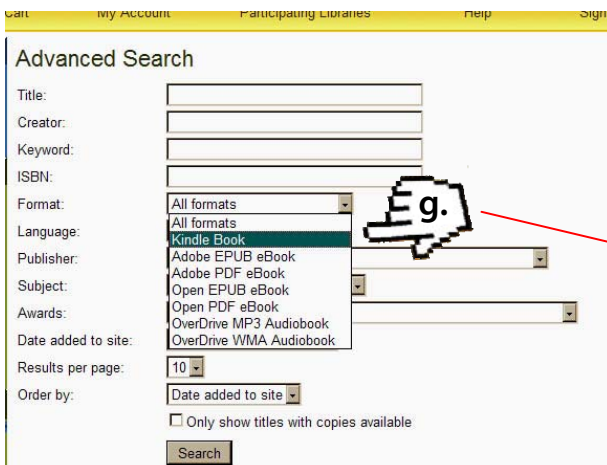 Cart My Account Participating Libraries Help Sign
Advanced Search
Title:
Creator:
Keyword:
ISBN:
Format: All formats
g.
All formats
Language:
Kindle Book
Publisher:
Adobe EPUB eBook
Adobe PDF eBook
Subject:
Open EPUB eBook
Open PDF eBook
Awards:
OverDrive MP3 Audiobook
Date added to site: OverDrive WMA Audiobook
Results per page: 10
Order by: Date added to site
Only show titles with copies available
Search